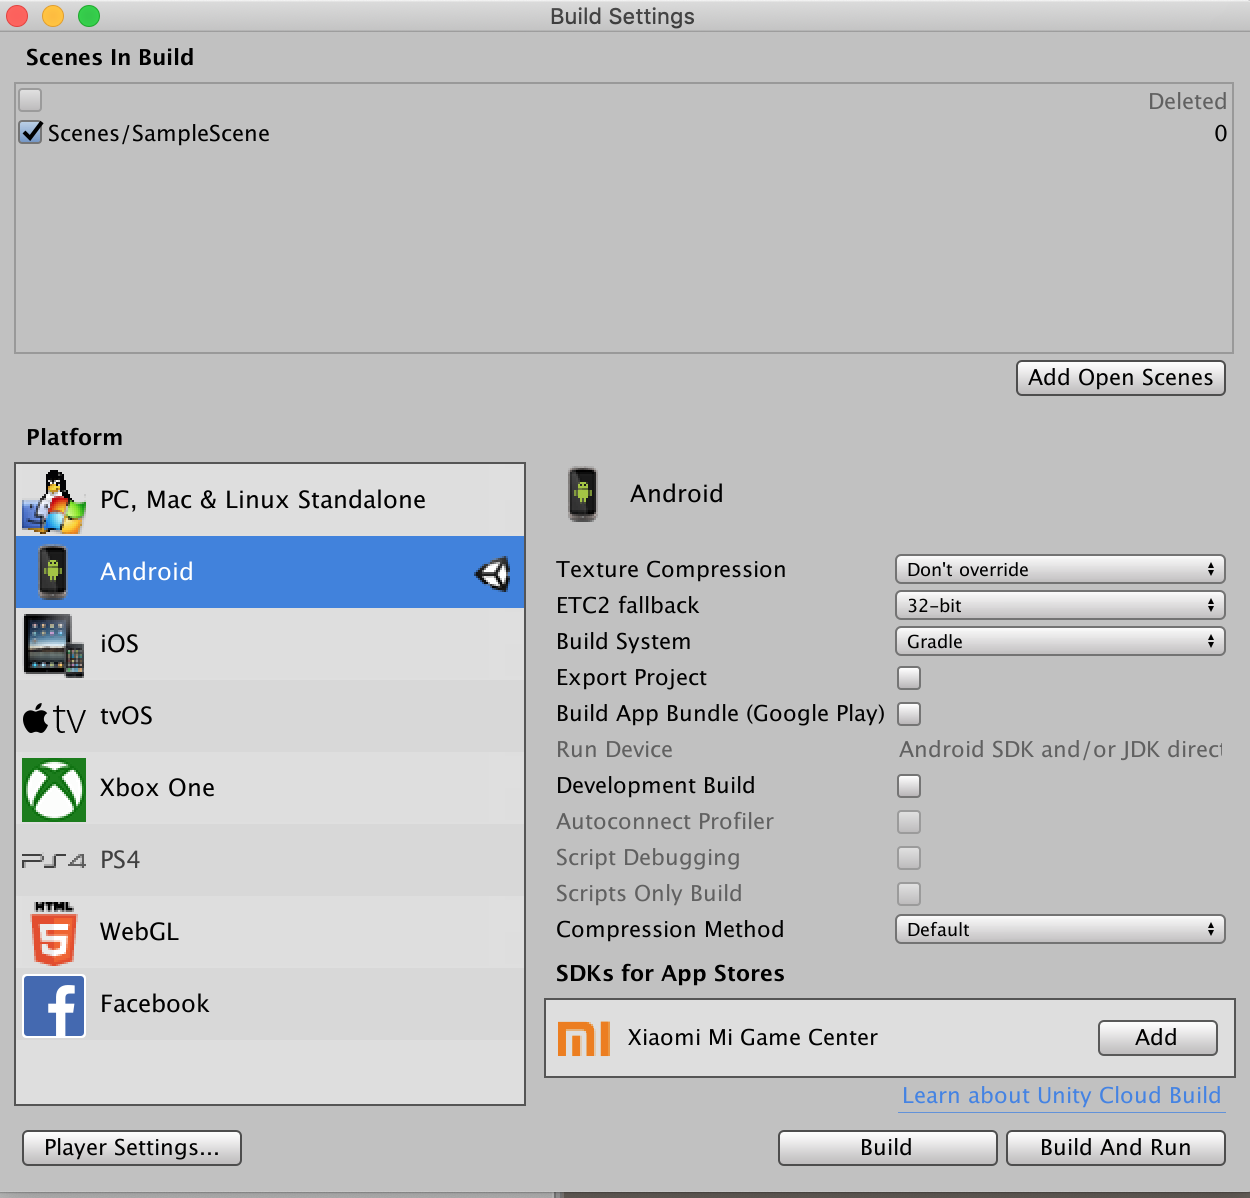 Build Settings
Scenes In Build
Deleted
Scenes/SampleScene 0
Add Open Scenes
Platform
PC, Mac & Linux Standalone
Android
iOS
tv tvOS
Xbox One
PS4 PS4
HTML
5 WebGL
f Facebook
Android
Texture Compression Don't override
ETC2 fallback 32-bit
Build System Gradle
Export Project
Build App Bundle (Google Play)
Run Device Android SDK and/or JDK direct
Development Build
Autoconnect Profiler
Script Debugging
Scripts Only Build
Compression Method Default
SDKs for App Stores
MI Xiaomi Mi Game Center Add
Learn about Unity Cloud Build
Player Settings... Build Build And Run